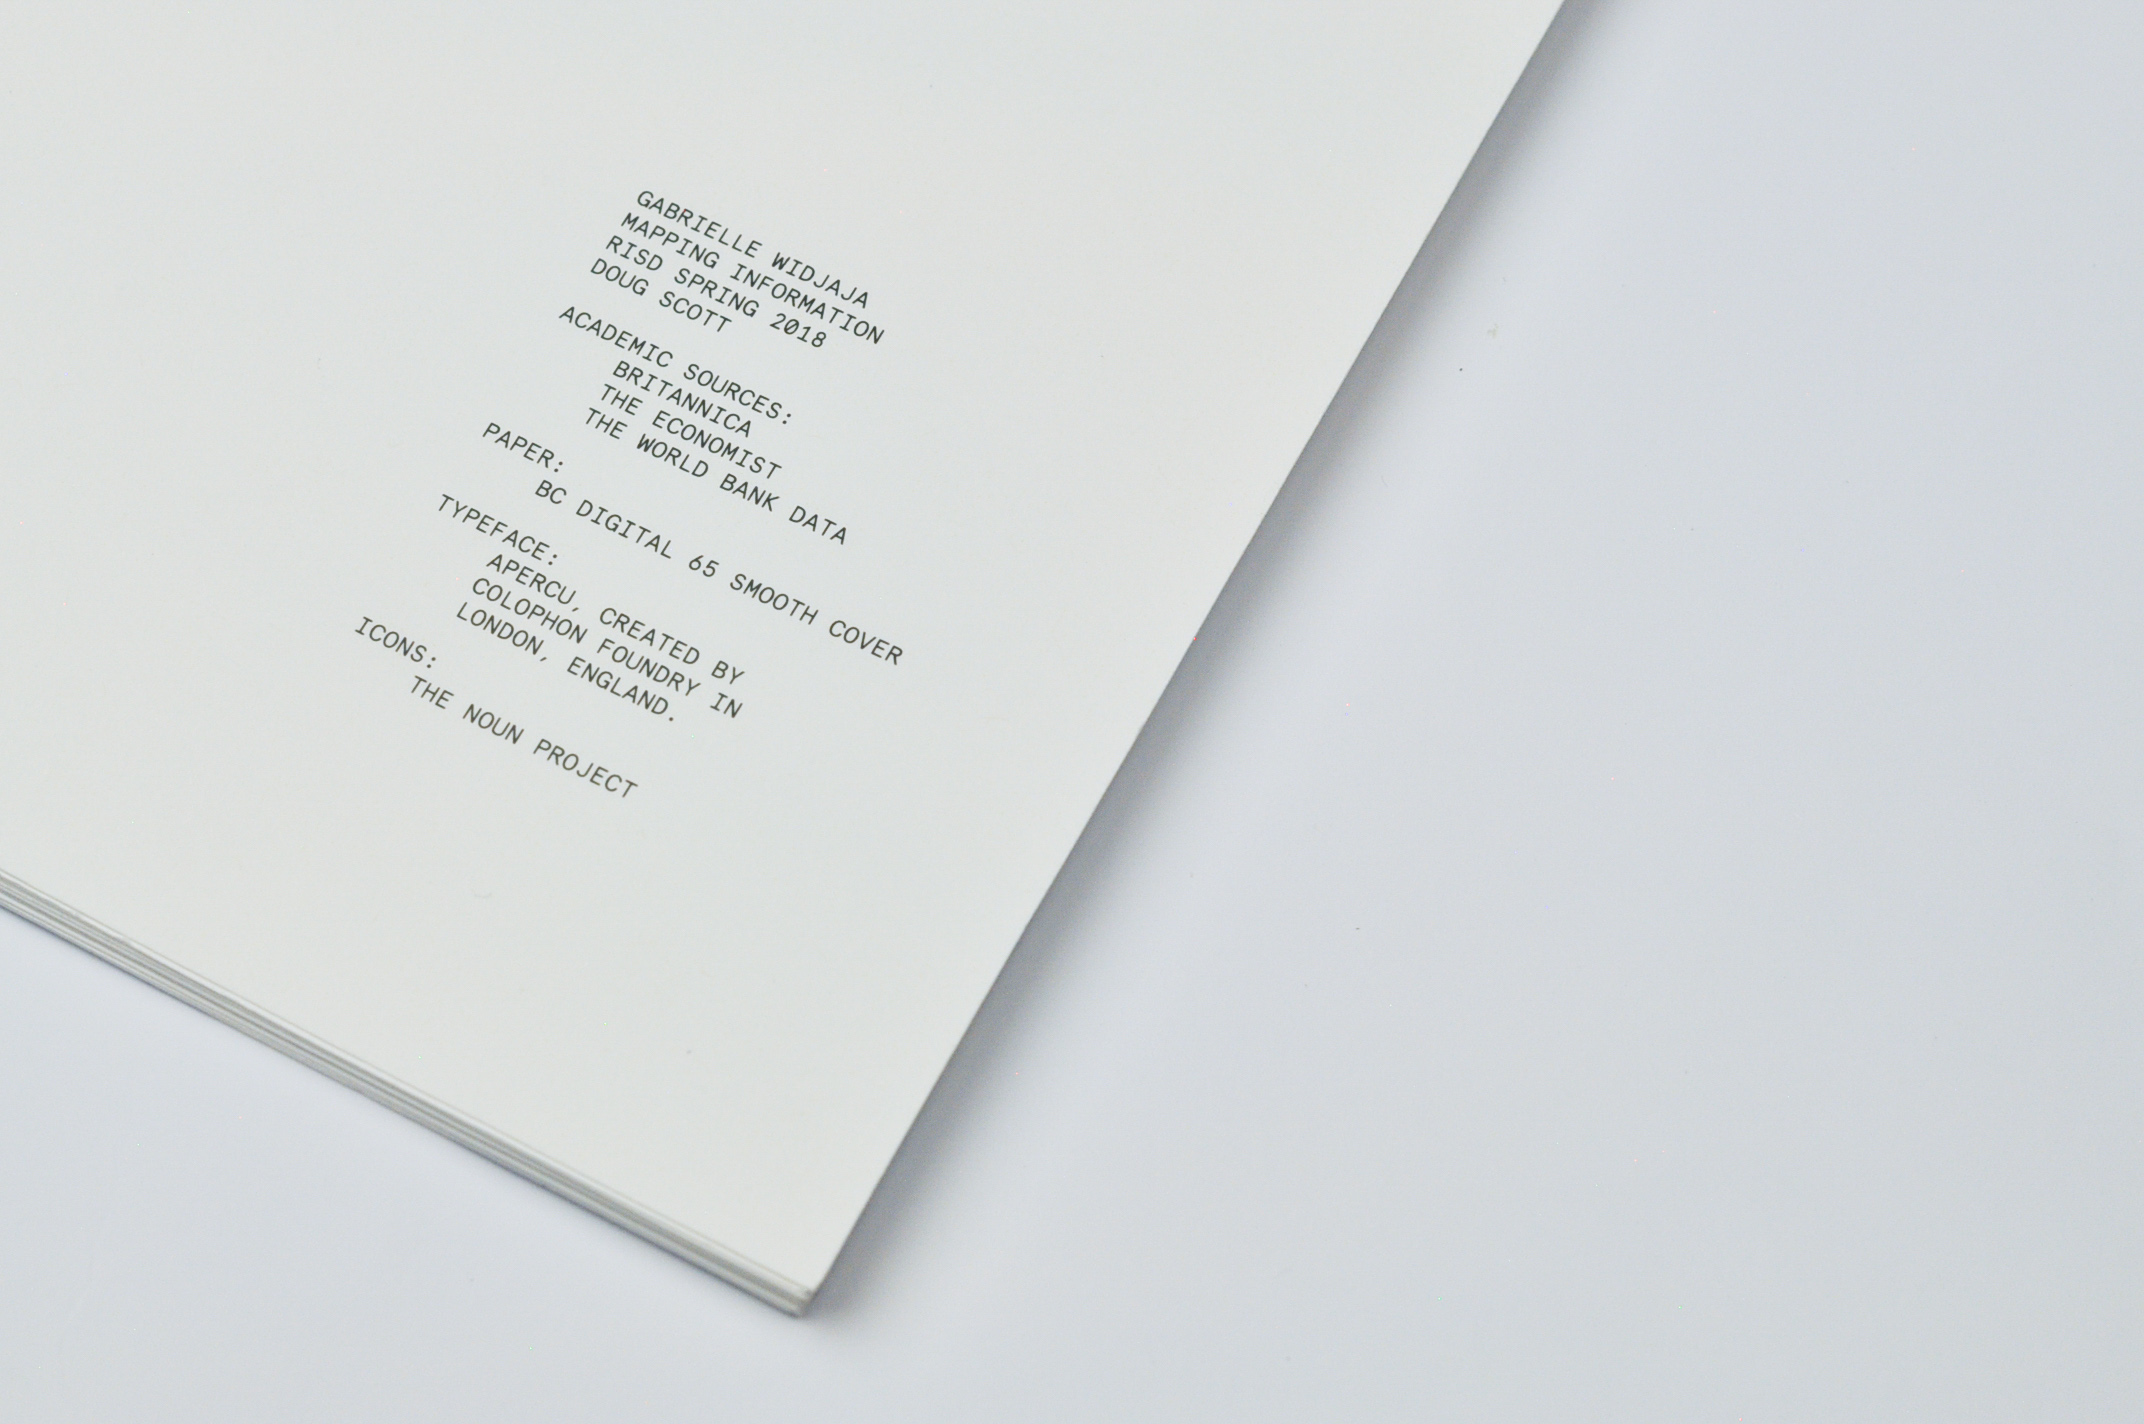 GABRIELLE WIDJAJA
MAPPING INFORMATION
RISD SPRING 2018
DOUG SCOTT
ACADEMIC SOURCES:
BRITANNICA
THE ECONOMIST
THE WORLD BANK DATA
PAPER:
BC DIGITAL 65 SMOOTH COVER
TYPEFACE:
APERCU, CREATED BY
COLOPHON FOUNDRY IN
LONDON, ENGLAND.
ICONS:
THE NOUN PROJECT